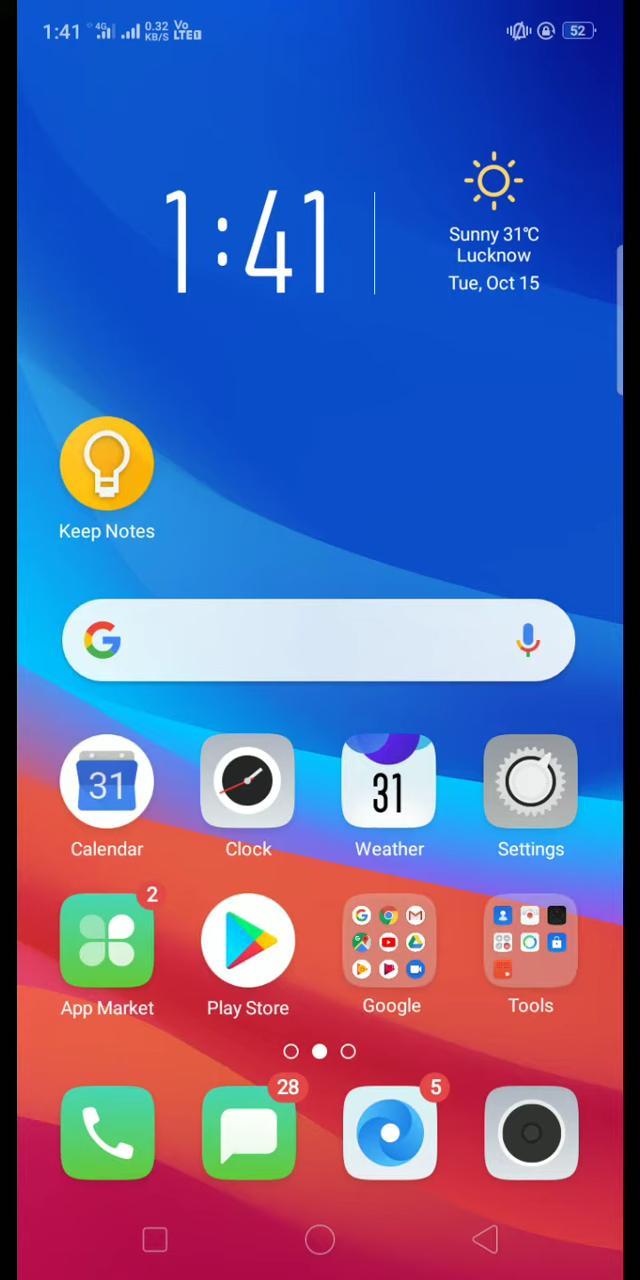 1:41 4G 0.32 KB/S Vo LTE 52
1:41
Sunny 31℃
Lucknow
Tue, Oct 15
Keep Notes
31
31
Calendar
Clock
Weather
Settings
2
App Market
Play Store
Google
Tools
28
5